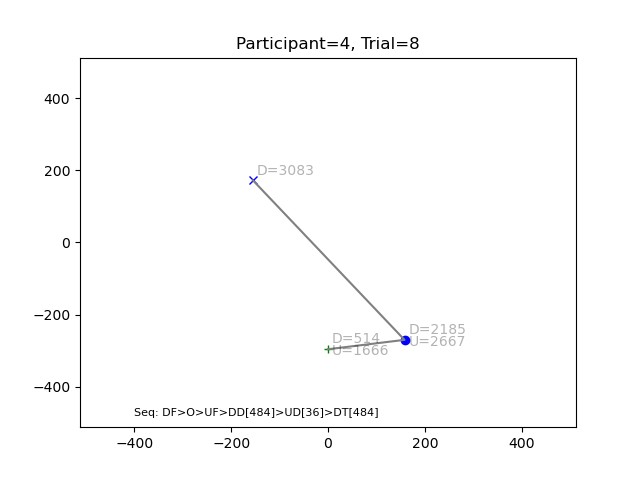 Participant=4, Trial=8
400
200
0
−200
−400
D=3083
D=2185
U=2667
D=514
U=1666
Seq: DF>O>UF>DD[484]>UD[36]>DT[484]
−400
−200
0
200
400